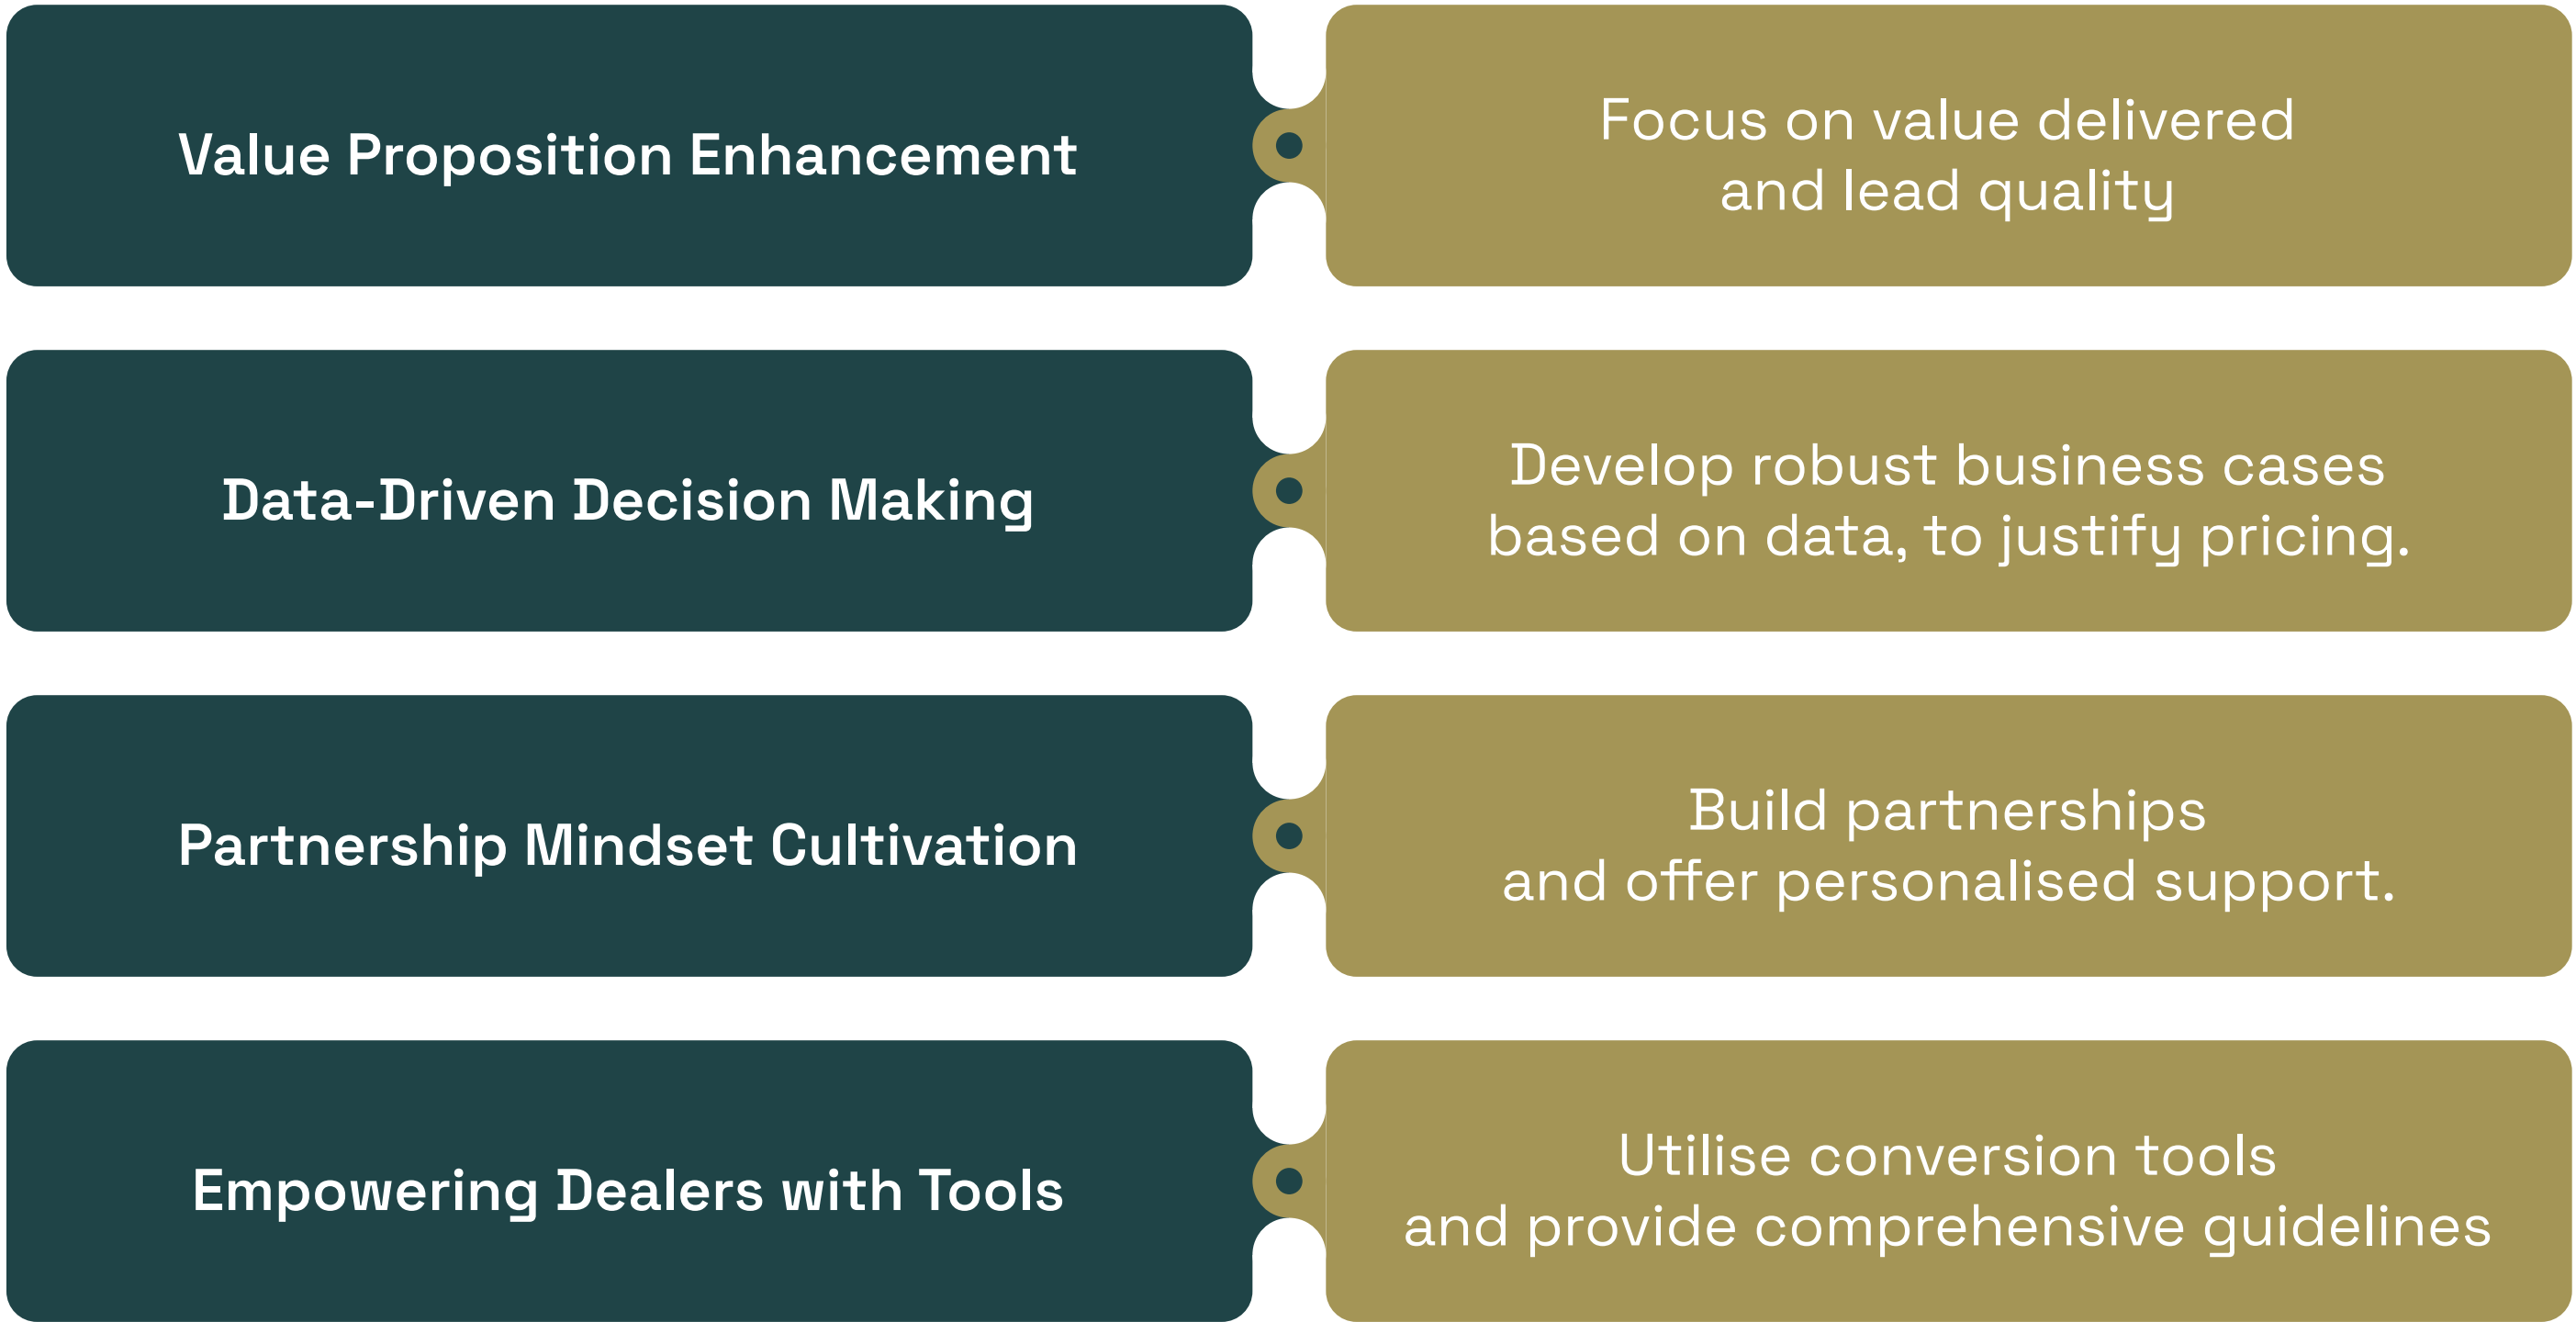 Value Proposition Enhancement
Focus on value delivered
and lead quality
Data-Driven Decision Making
Develop robust business cases
based on data, to justify pricing.
Partnership Mindset Cultivation
Build partnerships
and offer personalised support.
Empowering Dealers with Tools
Utilise conversion tools
and provide comprehensive guidelines